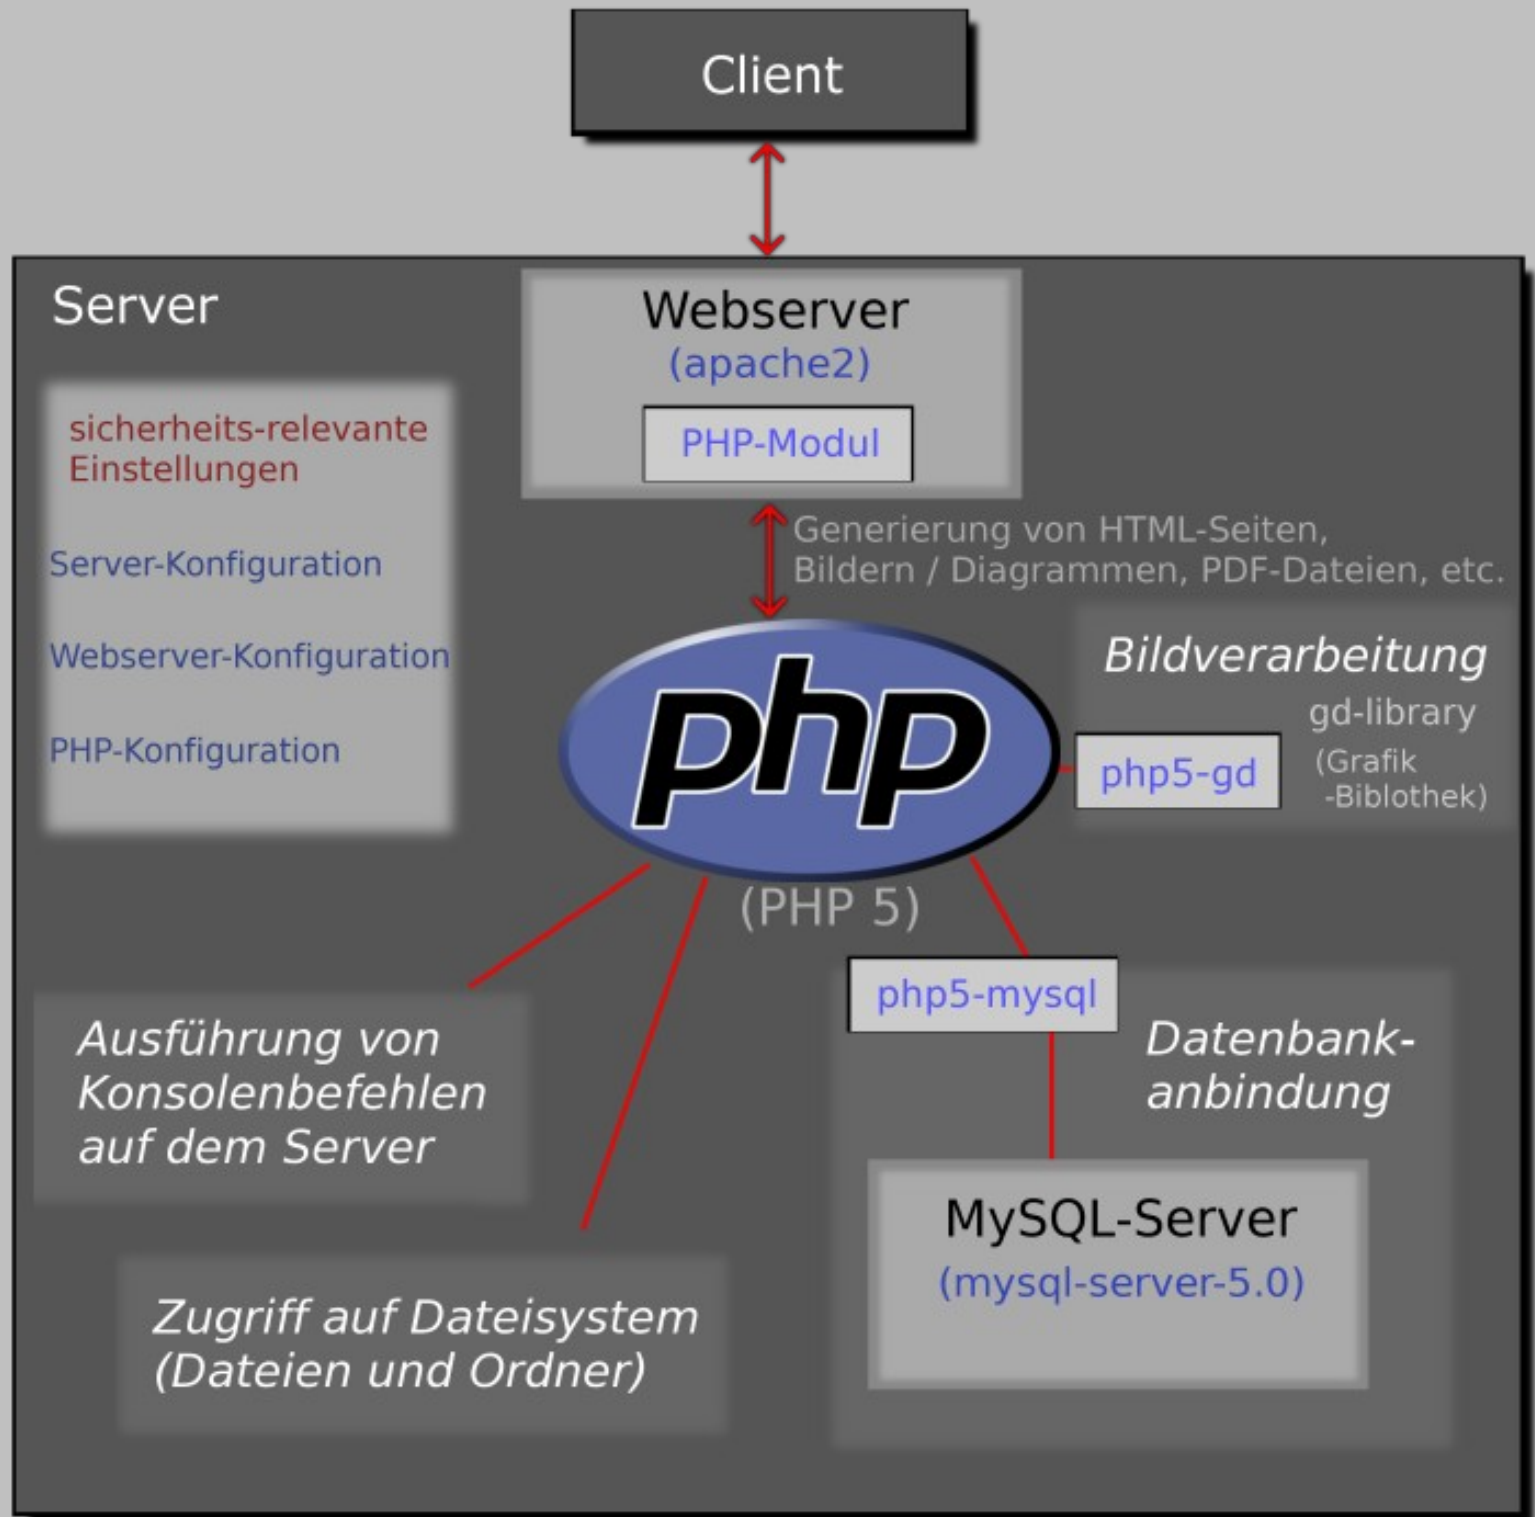 Client
Server
Webserver
(apache2)
PHP-Modul
sicherheits-relevante
Einstellungen
Server-Konfiguration
Webserver-Konfiguration
PHP-Konfiguration
Generierung von HTML-Seiten,
Bildern / Diagrammen, PDF-Dateien, etc.
php
(PHP 5)
Bildverarbeitung
gd-library
(Grafik
-Biblothek)
php5-gd
Ausführung von
Konsolenbefehlen
auf dem Server
Zugriff auf Dateisystem
(Dateien und Ordner)
php5-mysql
Datenbank-
anbindung
MySQL-Server
(mysql-server-5.0)